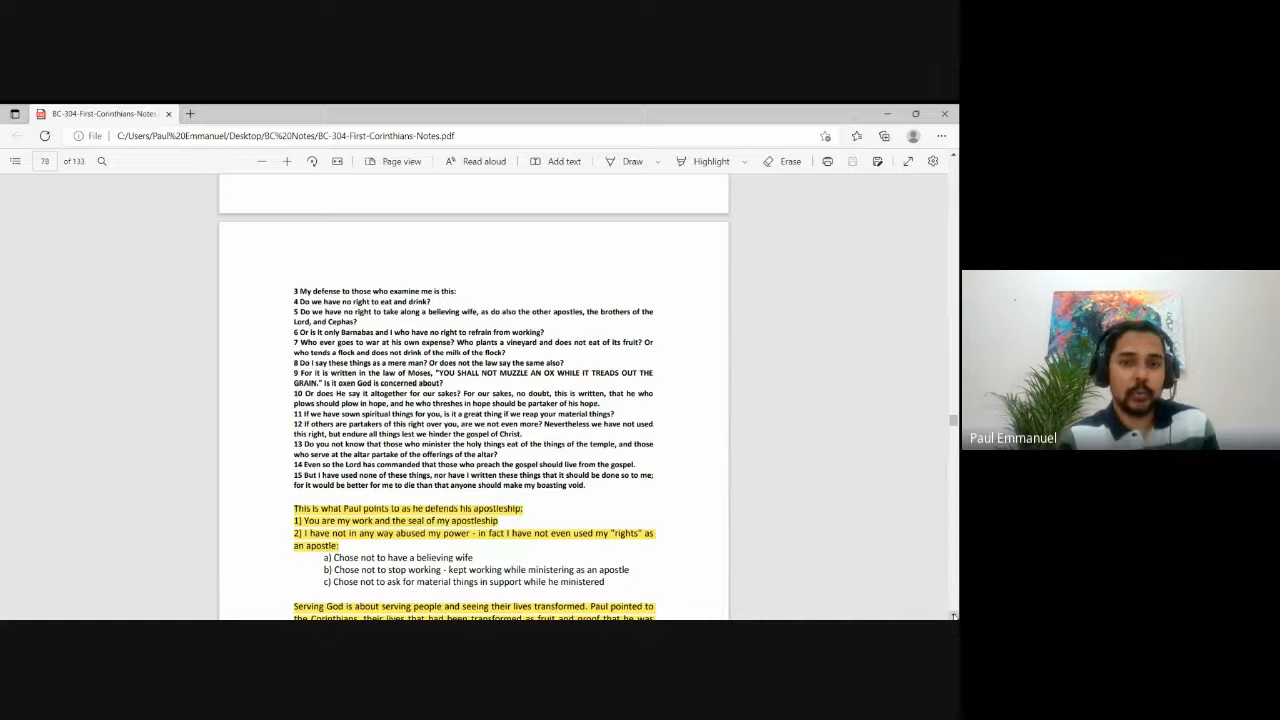 BC-304-First-Corinthians-Notes.
File
C:/Users/Paul%20Emmanuel/Desktop/BC%20Notes/BC-304-First-Corinthians-Notes.pdf
78 of 133
Page view
Read aloud
Add text
Draw
Highlight
Erase
3 My defense to those who examine me is this:
4 Do we have no right to eat and drink?
5 Do we have no right to take along a believing wife, as do also the other apostles, the brothers of the
Lord, and Cephas?
6 Or is it only Barnabas and I who have no right to refrain from working?
7 Who ever goes to war at his own expense? Who plants a vineyard and does not eat of its fruit? Or
who tends a flock and does not drink of the milk of the flock?
8 Do I say these things as a mere man? Or does not the law say the same also?
9 For it is written in the law of Moses, "YOU SHALL NOT MUZZLE AN OX WHILE IT TREADS OUT THE
GRAIN." Is it oxen God is concerned about?
10 Or does He say it altogether for our sakes? For our sakes, no doubt, this is written, that he who
plows should plow in hope, and he who threshes in hope should be partaker of his hope.
11 If we have sown spiritual things for you, is it a great thing if we reap your material things?
12 If others are partakers of this right over you, are we not even more? Nevertheless we have not used
this right, but endure all things lest we hinder the gospel of Christ.
13 Do you not know that those who minister the holy things eat of the things of the temple, and those
who serve at the altar partake of the offerings of the altar?
14 Even so the Lord has commanded that those who preach the gospel should live from the gospel.
15 But I have used none of these things, nor have I written these things that it should be done so to me;
for it would be better for me to die than that anyone should make my boasting void.
This is what Paul points to as he defends his apostleship:
1] You are my work and the seal of my apostleship
2] I have not in any way abused my power - in fact I have not even used my "rights" as
an apostle:
a) Chose not to have a believing wife
b) Chose not to stop working - kept working while ministering as an apostle
c) Chose not to ask for material things in support while he ministered
Serving God is about serving people and seeing their lives transformed. Paul pointed to
the Corinthians, their lives that had been transformed as fruit and proof that he was
Paul Emmanuel